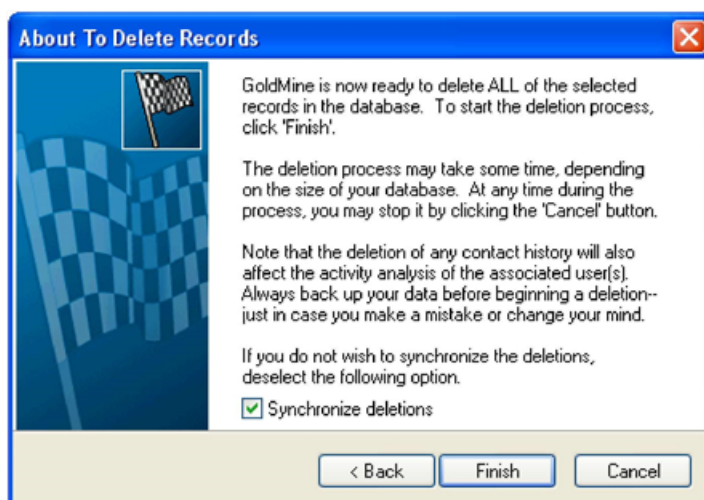 About To Delete Records
GoldMine is now ready to delete ALL of the selected
records in the database. To start the deletion process,
click 'Finish'.
The deletion process may take some time, depending
on the size of your database. At any time during the
process, you may stop it by clicking the 'Cancel' button.
Note that the deletion of any contact history will also
affect the activity analysis of the associated user(s).
Always back up your data before beginning a deletion--
just in case you make a mistake or change your mind.
If you do not wish to synchronize the deletions,
deselect the following option.
Synchronize deletions
< Back Finish Cancel